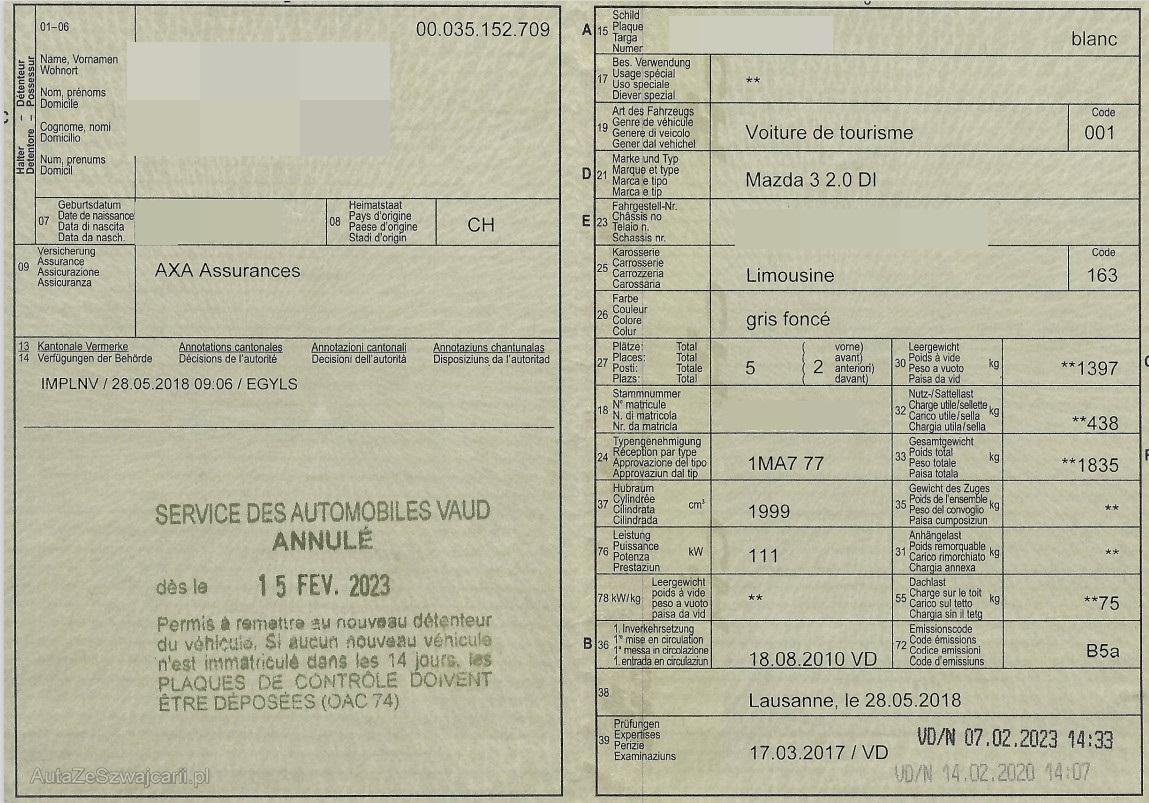 01–06
00.035.152.709
Halter – Détenteur
Detentore – Possessur
Name, Vornamen
Wohnort
Nom, prénoms
Domicile
Cognome, nomi
Domicilio
Num, prenums
Domicil
07
Geburtsdatum
Date de naissance
Data di nascita
Data da nasch.
08
Heimatstaat
Pays d'origine
Paese d'origine
Stadi d'origin
CH
09
Versicherung
Assurance
Assicurazione
Assicuranza
AXA Assurances
13 Kantonale Vermerke Annotations cantonales Annotazioni cantonali Annotaziuns chantunalas
14 Verfügungen der Behörde Décisions de l'autorité Decisioni dell'autorità Disposiziuns da l'autoritad
IMPLNV / 28.05.2018 09:06 / EGYLS
SERVICE DES AUTOMOBILES VAUD
ANNULÉ
dès le 15 FEV. 2023
Permis à remettre au nouveau détenteur
du véhicule. Si aucun nouveau véhicule
n'est immatriculé dans les 14 jours, les
PLAQUES DE CONTRÔLE DOIVENT
ÊTRE DÉPOSÉES (OAC 74)
AutaZeSzwajcarii.pl
A 15
Schild
Plaque
Targa
Numer
blanc
17
Bes. Verwendung
Usage spécial
Uso speciale
Diever spezial
**
19
Art des Fahrzeugs
Genre de véhicule
Genere di veicolo
Gener dal vehichel
Voiture de tourisme
Code
001
D 21
Marke und Typ
Marque et type
Marca e tipo
Marca e tip
Mazda 3 2.0 DI
E 23
Fahrgestell-Nr.
Châssis no
Telaio n.
Schassis nr.
25
Karosserie
Carrosserie
Carrozzeria
Carossaria
Limousine
Code
163
26
Farbe
Couleur
Colore
Colur
gris foncé
27
Plätze: Total
Places: Total
Posti: Totale
Plazs: Total
5
2
vorne)
avant)
anteriori)
davant)
30
Leergewicht
Poids à vide
Peso a vuoto
Paisa da vid
kg
**1397
18
Stammnummer
N° matricule
N. di matricola
Nr. da matricla
32
Nutz-/Sattellast
Charge utile/sellette
Carico utile/sella
Chargia utila/sella
kg
**438
24
Typengenehmigung
Réception par type
Approvazione del tipo
Approvaziun dal tip
1MA7 77
33
Gesamtgewicht
Poids total
Peso totale
Paisa totala
kg
**1835
37
Hubraum
Cylindrée
Cilindrata
Cilindrada
cm³
1999
35
Gewicht des Zuges
Poids de l'ensemble
Peso del convoglio
Paisa cumposiziun
kg
**
76
Leistung
Puissance
Potenza
Prestaziun
kW
111
31
Anhängelast
Poids remorquable
Carico rimorchiato
Chargia annexa
kg
**
78 kW/kg
Leergewicht
poids à vide
peso a vuoto
paisa da vid
**
55
Dachlast
Charge sur le toit
Carico sul tetto
Chargia sin il tetg
kg
**75
B 36
1. Inverkehrsetzung
1re mise en circulation
1a messa in circolazione
1. entrada en circulaziun
18.08.2010 VD
72
Emissionscode
Code émissions
Codice emissioni
Code d'emissiuns
B5a
38
Lausanne, le 28.05.2018
39
Prüfungen
Expertises
Perizie
Examinaziuns
17.03.2017 / VD
VD/N 07.02.2023 14:33
VD/N 14.02.2020 14:07